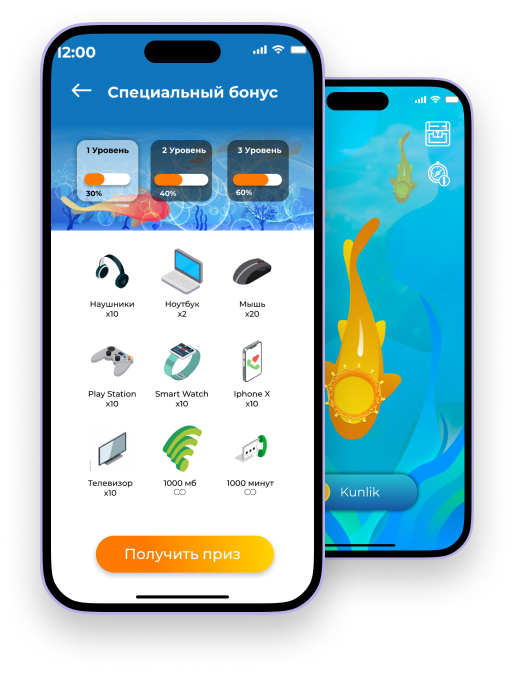 12:00
Специальный бонус
1 Уровень
2 Уровень
3 Уровень
30%
40%
60%
Наушники
x10
Ноутбук
x2
Мышь
x20
Play Station
x10
Smart Watch
x10
Iphone X
x10
Телевизор
x10
1000 мб
∞
1000 минут
∞
Получить приз
Kunlik